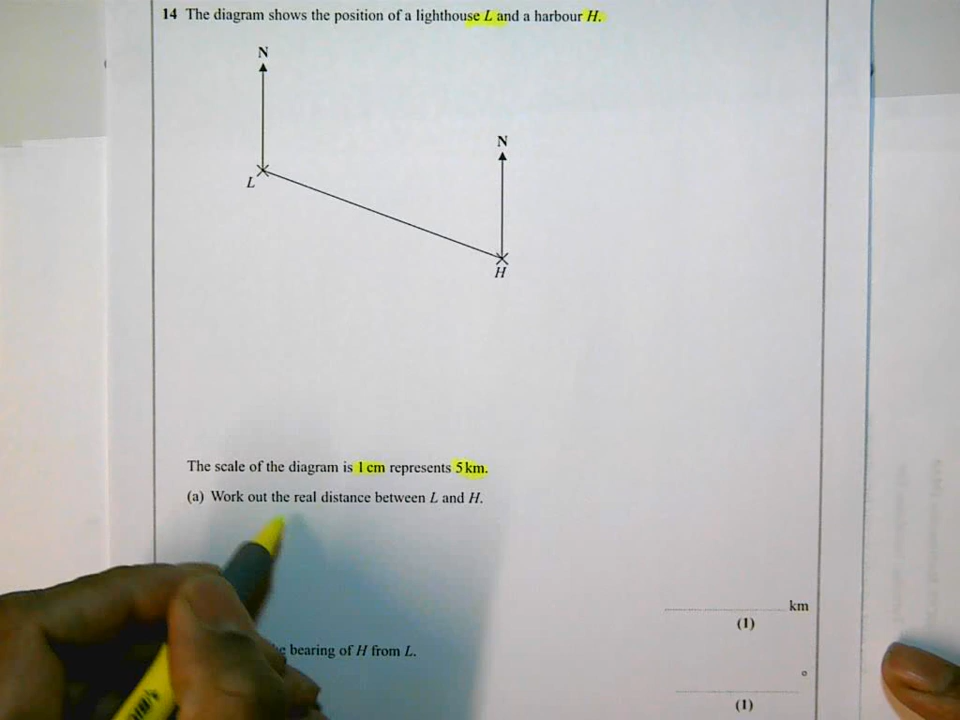 14 The diagram shows the position of a lighthouse L and a harbour H.
N
N
L
H
The scale of the diagram is 1 cm represents 5 km.
(a) Work out the real distance between L and H.
km
(1)
bearing of H from L.
°
(1)